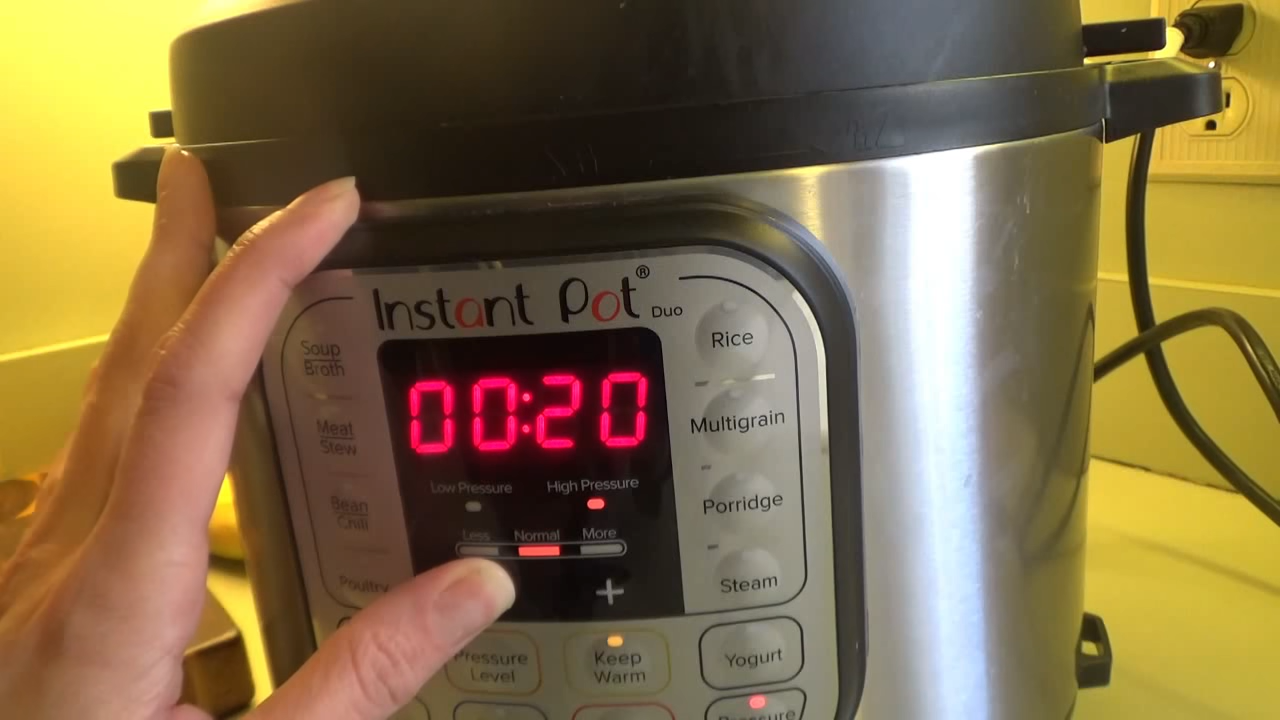 Instant Pot® Duo
Soup
Broth
Meat
Stew
Bean
Chili
Poultry
00:20
Low Pressure High Pressure
Less Normal More
+
Rice
Multigrain
Porridge
Steam
Pressure
Level
Keep
Warm
Yogurt
Pressure